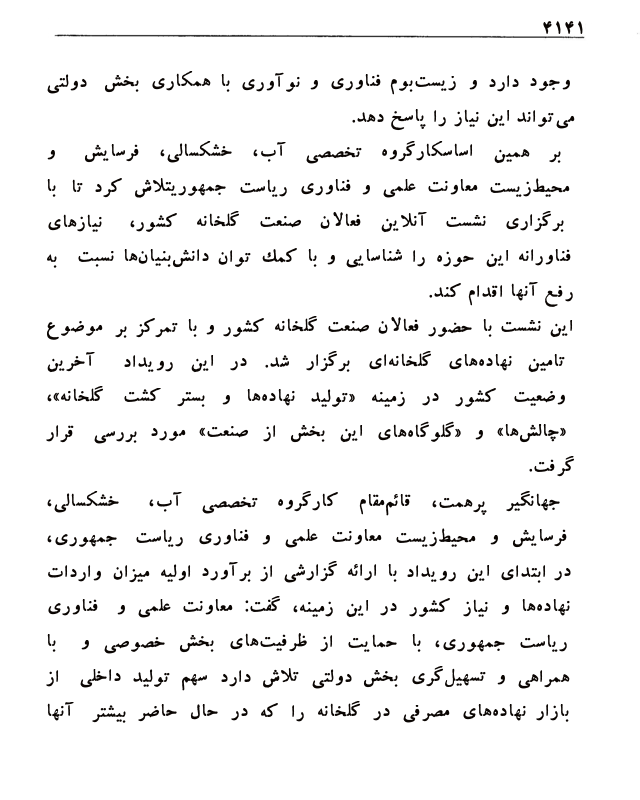 ۴۱۴۱
وجود دارد و زیست‌بوم فناوری و نوآوری با همکاری بخش دولتی
می‌تواند این نیاز را پاسخ دهد.
بر همین اساسکارگروه تخصصی آب، خشکسالی، فرسایش و
محیط‌زیست معاونت علمی و فناوری ریاست جمهوریتلاش کرد تا با
برگزاری نشست آنلاین فعالان صنعت گلخانه کشور، نیازهای
فناورانه این حوزه را شناسایی و با کمك توان دانش‌بنیان‌ها نسبت به
رفع آنها اقدام کند.
این نشست با حضور فعالان صنعت گلخانه کشور و با تمرکز بر موضوع
تامین نهاده‌های گلخانه‌ای برگزار شد. در این رویداد آخرین
وضعیت کشور در زمینه «تولید نهاده‌ها و بستر کشت گلخانه»،
«چالش‌ها» و «گلوگاه‌های این بخش از صنعت» مورد بررسی قرار
گرفت.
جهانگیر پرهمت، قائم‌مقام کارگروه تخصصی آب، خشکسالی،
فرسایش و محیط‌زیست معاونت علمی و فناوری ریاست جمهوری،
در ابتدای این رویداد با ارائه گزارشی از برآورد اولیه میزان واردات
نهاده‌ها و نیاز کشور در این زمینه، گفت: معاونت علمی و فناوری
ریاست جمهوری، با حمایت از ظرفیت‌های بخش خصوصی و با
همراهی و تسهیل‌گری بخش دولتی تلاش دارد سهم تولید داخلی از
بازار نهاده‌های مصرفی در گلخانه را که در حال حاضر بیشتر آنها